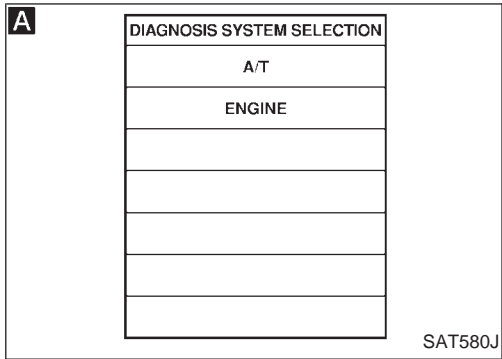 A
DIAGNOSIS SYSTEM SELECTION
A/T
ENGINE
SAT580J